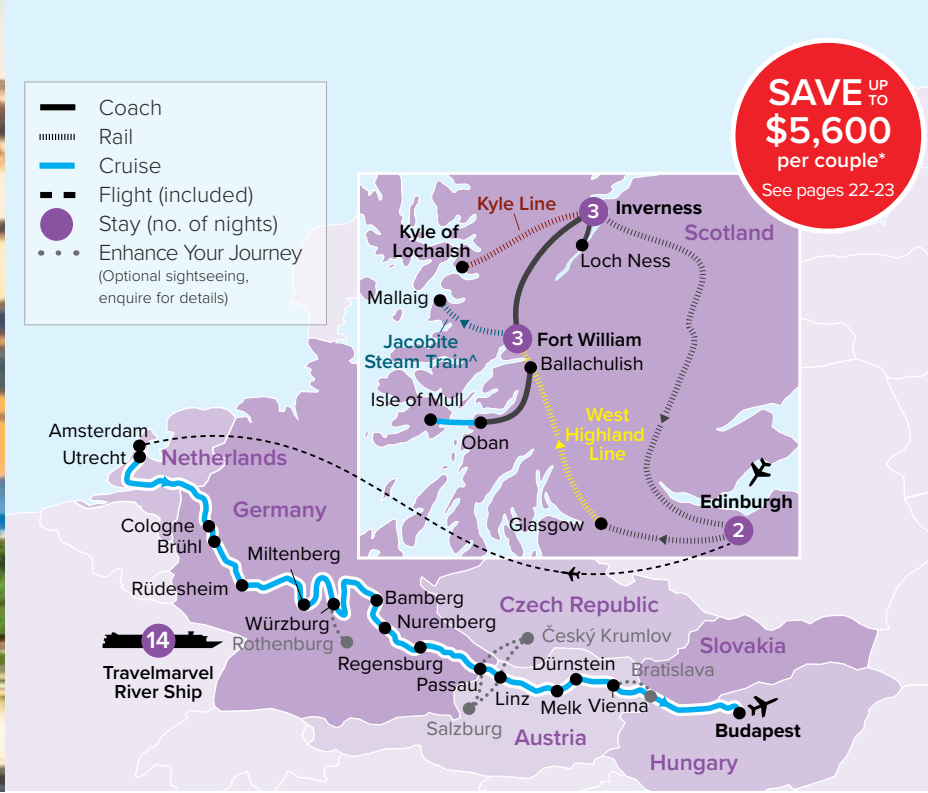 Coach
Rail
Cruise
Flight (included)
Stay (no. of nights)
Enhance Your Journey
(Optional sightseeing,
enquire for details)
SAVE UP TO
$5,600
per couple*
See pages 22-23
Kyle Line
3
Inverness
Scotland
Kyle of
Lochalsh
Loch Ness
Mallaig
3
Fort William
Jacobite
Steam Train^
Ballachulish
Isle of Mull
Oban
West
Highland
Line
Edinburgh
2
Glasgow
Amsterdam
Utrecht
Netherlands
Germany
Cologne
Brühl
Miltenberg
Rüdesheim
Bamberg
Würzburg
Nuremberg
Rothenburg
Czech Republic
Český Krumlov
14
Travelmarvel
River Ship
Regensburg
Passau
Slovakia
Dürnstein
Bratislava
Linz
Melk
Vienna
Salzburg
Austria
Budapest
Hungary